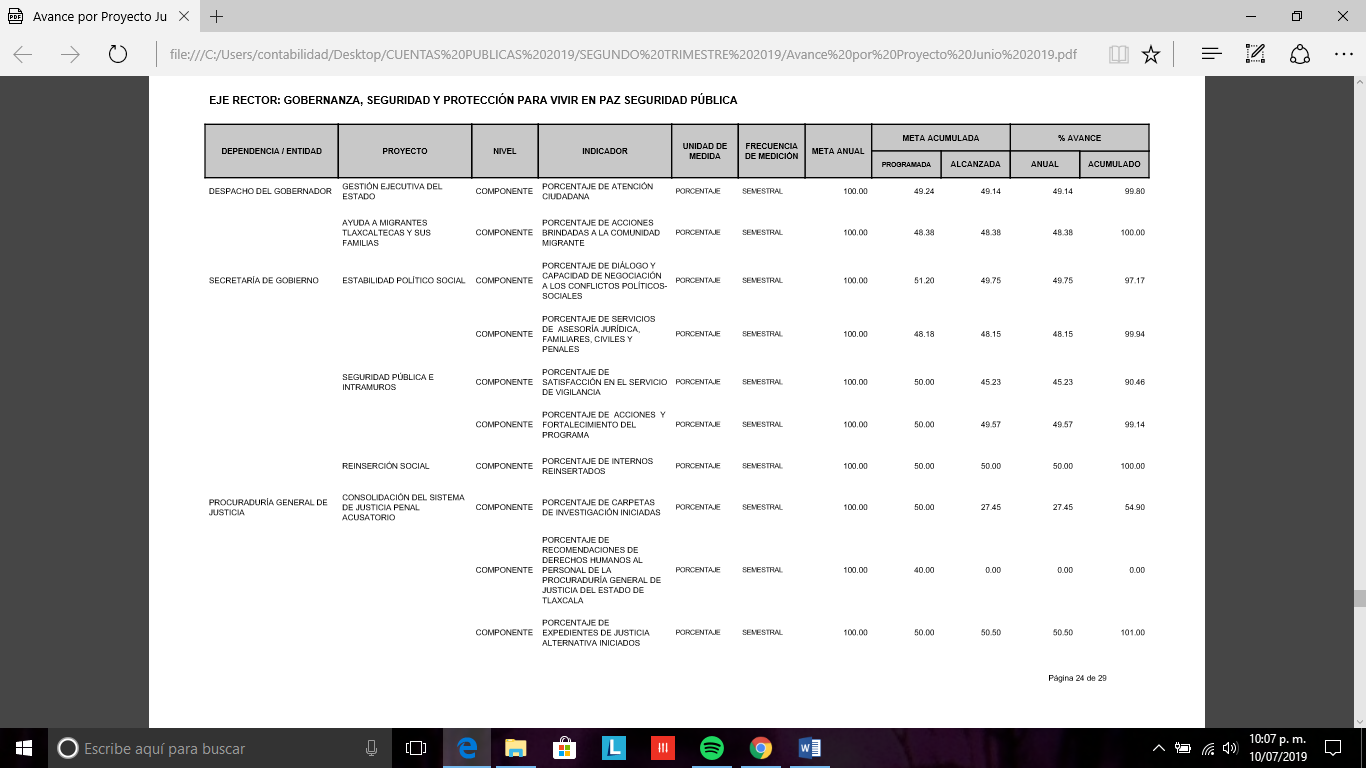 Avance por Proyecto Ju
file:///C:/Users/contabilidad/Desktop/CUENTAS%20PUBLICAS%202019/SEGUNDO%20TRIMESTRE%202019/Avance%20por%20Proyecto%20Junio%202019.pdf
EJE RECTOR: GOBERNANZA, SEGURIDAD Y PROTECCIÓN PARA VIVIR EN PAZ SEGURIDAD PÚBLICA
DEPENDENCIA / ENTIDAD PROYECTO NIVEL INDICADOR UNIDAD DE MEDIDA FRECUENCIA DE MEDICIÓN META ANUAL META ACUMULADA % AVANCE
PROGRAMADA ALCANZADA ANUAL ACUMULADO
DESPACHO DEL GOBERNADOR GESTIÓN EJECUTIVA DEL ESTADO COMPONENTE PORCENTAJE DE ATENCIÓN CIUDADANA PORCENTAJE SEMESTRAL 100.00 49.24 49.14 49.14 99.80
AYUDA A MIGRANTES TLAXCALTECAS Y SUS FAMILIAS COMPONENTE PORCENTAJE DE ACCIONES BRINDADAS A LA COMUNIDAD MIGRANTE PORCENTAJE SEMESTRAL 100.00 48.38 48.38 48.38 100.00
SECRETARÍA DE GOBIERNO ESTABILIDAD POLÍTICO SOCIAL COMPONENTE PORCENTAJE DE DIÁLOGO Y CAPACIDAD DE NEGOCIACIÓN A LOS CONFLICTOS POLÍTICOS-SOCIALES PORCENTAJE SEMESTRAL 100.00 51.20 49.75 49.75 97.17
COMPONENTE PORCENTAJE DE SERVICIOS DE ASESORÍA JURÍDICA, FAMILIARES, CIVILES Y PENALES PORCENTAJE SEMESTRAL 100.00 48.18 48.15 48.15 99.94
SEGURIDAD PÚBLICA E INTRAMUROS COMPONENTE PORCENTAJE DE SATISFACCIÓN EN EL SERVICIO DE VIGILANCIA PORCENTAJE SEMESTRAL 100.00 50.00 45.23 45.23 90.46
COMPONENTE PORCENTAJE DE ACCIONES Y FORTALECIMIENTO DEL PROGRAMA PORCENTAJE SEMESTRAL 100.00 50.00 49.57 49.57 99.14
REINSERCIÓN SOCIAL COMPONENTE PORCENTAJE DE INTERNOS REINSERTADOS PORCENTAJE SEMESTRAL 100.00 50.00 50.00 50.00 100.00
PROCURADURÍA GENERAL DE JUSTICIA CONSOLIDACIÓN DEL SISTEMA DE JUSTICIA PENAL ACUSATORIO COMPONENTE PORCENTAJE DE CARPETAS DE INVESTIGACIÓN INICIADAS PORCENTAJE SEMESTRAL 100.00 50.00 27.45 27.45 54.90
COMPONENTE PORCENTAJE DE RECOMENDACIONES DE DERECHOS HUMANOS AL PERSONAL DE LA PROCURADURÍA GENERAL DE JUSTICIA DEL ESTADO DE TLAXCALA PORCENTAJE SEMESTRAL 100.00 40.00 0.00 0.00 0.00
COMPONENTE PORCENTAJE DE EXPEDIENTES DE JUSTICIA ALTERNATIVA INICIADOS PORCENTAJE SEMESTRAL 100.00 50.00 50.50 50.50 101.00
Página 24 de 29
Escribe aquí para buscar
10:07 p. m.
10/07/2019